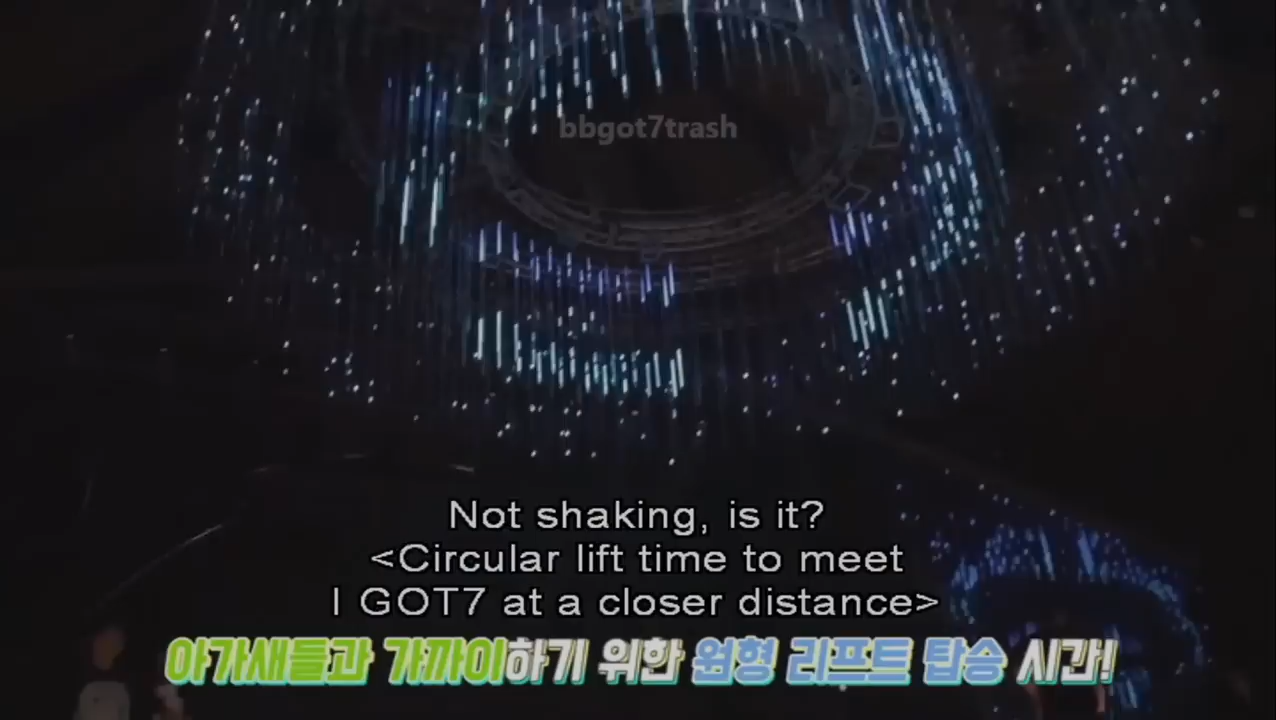 bbgot7trash
Not shaking, is it?
<Circular lift time to meet
I GOT7 at a closer distance>
아가새들과 가까이하기 위한 원형 리프트 탑승 시간!